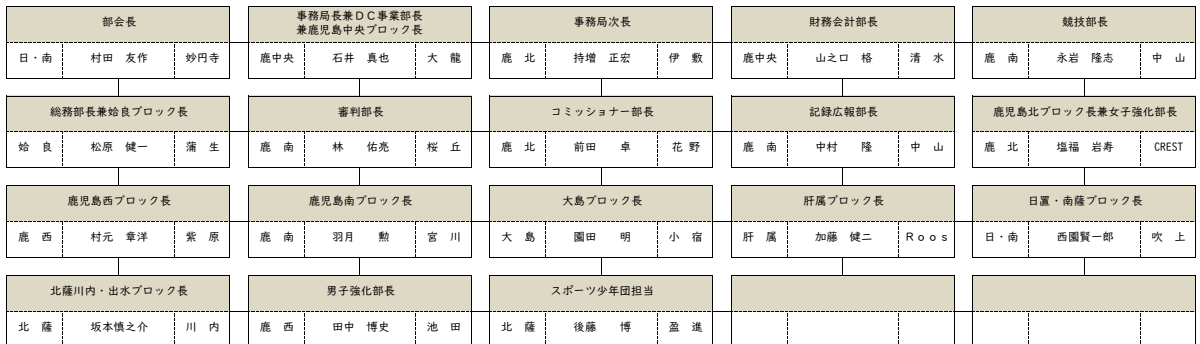 部会長
事務局長兼ＤＣ事業部長
兼鹿児島中央ブロック長
事務局次長
財務会計部長
競技部長
日・南　村田　友作　妙円寺
鹿中央　石井　真也　大　龍
鹿　北　持増　正宏　伊　敷
鹿中央　山之口　格　清　水
鹿　南　永岩　隆志　中　山
総務部長兼姶良ブロック長
審判部長
コミッショナー部長
記録広報部長
鹿児島北ブロック長兼女子強化部長
姶　良　松原　健一　蒲　生
鹿　南　林　佑亮　桜　丘
鹿　北　前田　卓　花　野
鹿　南　中村　隆　中　山
鹿　北　塩福　岩寿　CREST
鹿児島西ブロック長
鹿児島南ブロック長
大島ブロック長
肝属ブロック長
日置・南薩ブロック長
鹿　西　村元　章洋　紫　原
鹿　南　羽月　勲　宮　川
大　島　園田　明　小　宿
肝　属　加藤　健二　Ｒｏｏｓ
日・南　西園賢一郎　吹　上
北薩川内・出水ブロック長
男子強化部長
スポーツ少年団担当
北　薩　坂本慎之介　川　内
鹿　西　田中　博史　池　田
北　薩　後藤　博　盈　進